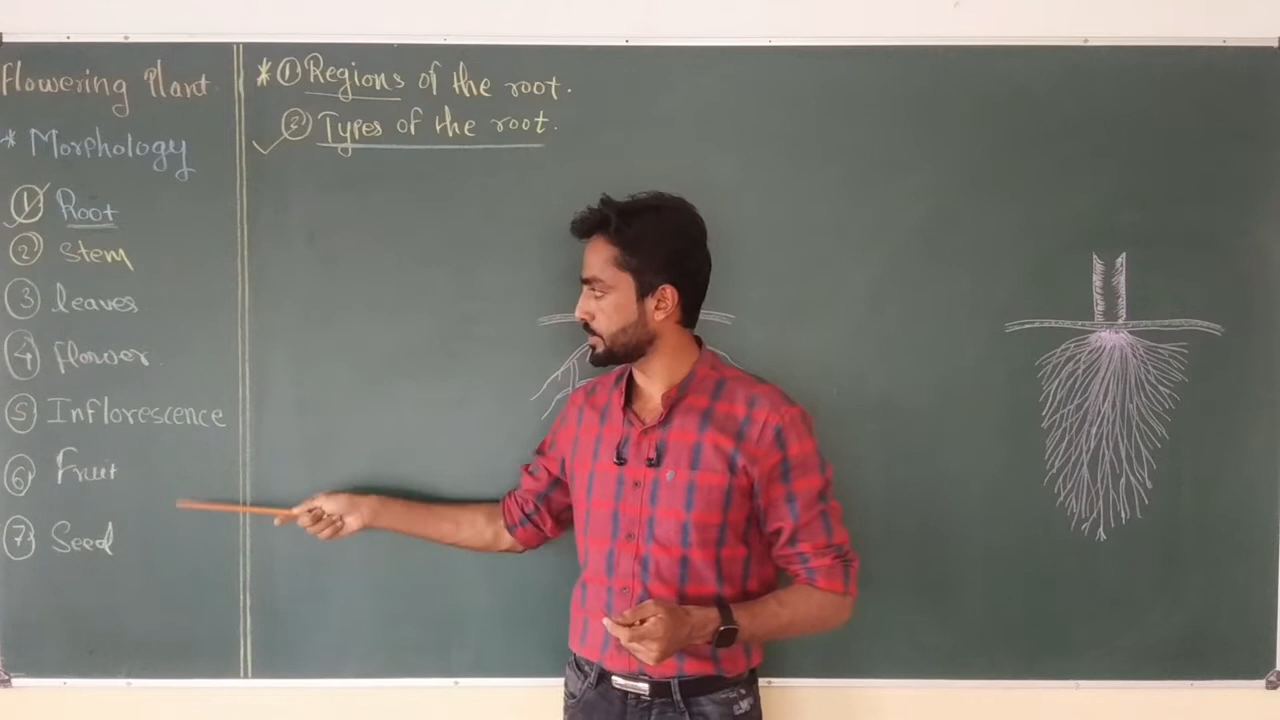 Flowering Plant
* Morphology
① Root
② Stem
③ leaves
④ flower
⑤ Inflorescence
⑥ Fruit
⑦ Seed
* ① Regions of the root.
② Types of the root.